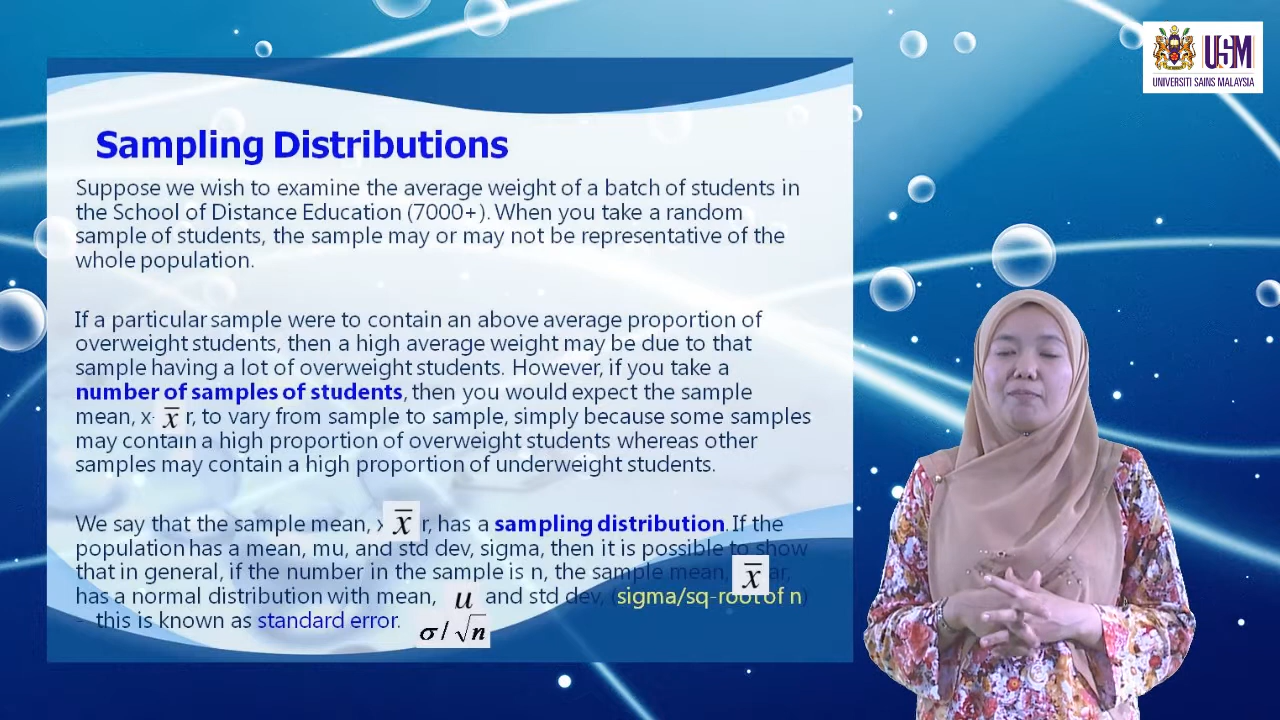 USM
UNIVERSITI SAINS MALAYSIA
Sampling Distributions
Suppose we wish to examine the average weight of a batch of students in
the School of Distance Education (7000+). When you take a random
sample of students, the sample may or may not be representative of the
whole population.
If a particular sample were to contain an above average proportion of
overweight students, then a high average weight may be due to that
sample having a lot of overweight students. However, if you take a
number of samples of students, then you would expect the sample
mean, x- x̅ r, to vary from sample to sample, simply because some samples
may contain a high proportion of overweight students whereas other
samples may contain a high proportion of underweight students.
We say that the sample mean, x̅ r, has a sampling distribution. If the
population has a mean, mu, and std dev, sigma, then it is possible to show
that in general, if the number in the sample is n, the sample mean, x̅ ar,
has a normal distribution with mean, μ and std dev, (sigma/sq-root of n)
- this is known as standard error. σ/√n